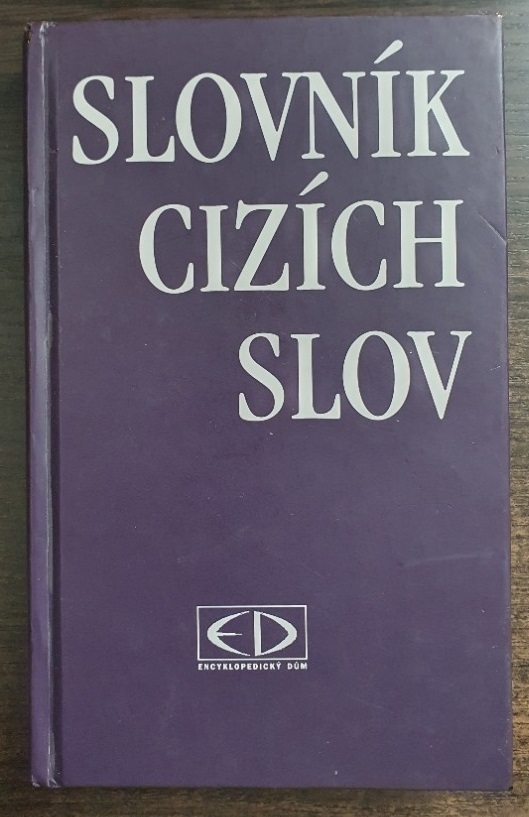 SLOVNÍK
CIZÍCH
SLOV
ED
ENCYKLOPEDICKÝ DŮM